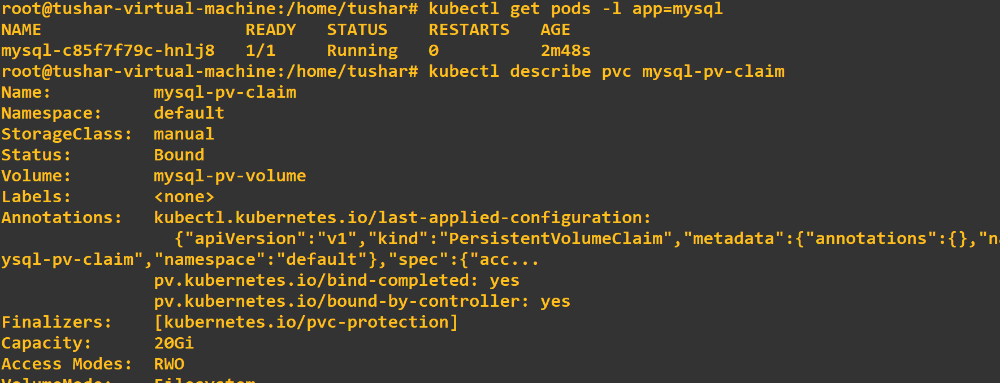 root@tushar-virtual-machine:/home/tushar# kubectl get pods -l app=mysql
NAME                    READY   STATUS    RESTARTS   AGE
mysql-c85f7f79c-hnlj8   1/1     Running   0          2m48s
root@tushar-virtual-machine:/home/tushar# kubectl describe pvc mysql-pv-claim
Name:          mysql-pv-claim
Namespace:     default
StorageClass:  manual
Status:        Bound
Volume:        mysql-pv-volume
Labels:        <none>
Annotations:   kubectl.kubernetes.io/last-applied-configuration:
                 {"apiVersion":"v1","kind":"PersistentVolumeClaim","metadata":{"annotations":{},"na
ysql-pv-claim","namespace":"default"},"spec":{"acc...
               pv.kubernetes.io/bind-completed: yes
               pv.kubernetes.io/bound-by-controller: yes
Finalizers:    [kubernetes.io/pvc-protection]
Capacity:      20Gi
Access Modes:  RWO
VolumeMode:    Filesystem